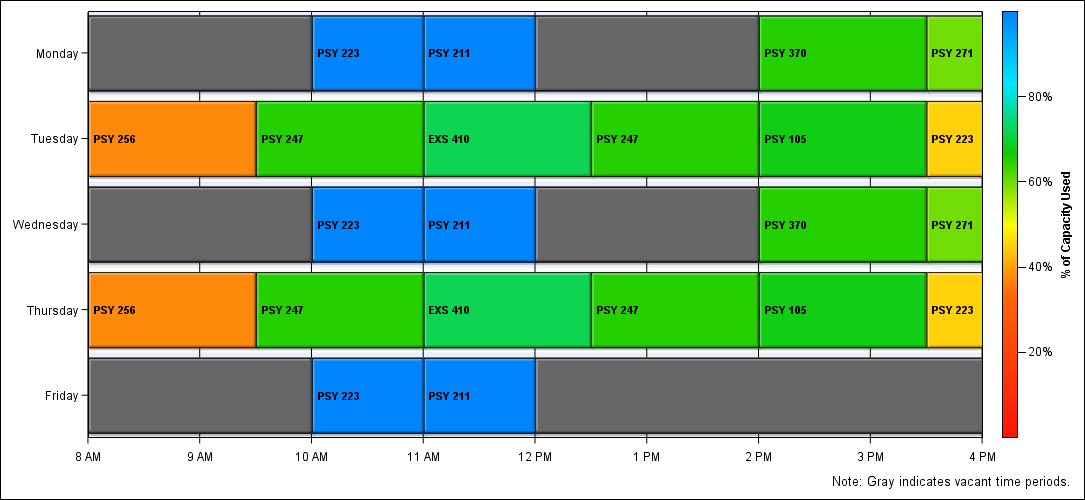 Monday
PSY 223
PSY 211
PSY 370
PSY 271
Tuesday
PSY 256
PSY 247
EXS 410
PSY 247
PSY 105
PSY 223
Wednesday
PSY 223
PSY 211
PSY 370
PSY 271
Thursday
PSY 256
PSY 247
EXS 410
PSY 247
PSY 105
PSY 223
Friday
PSY 223
PSY 211
8 AM
9 AM
10 AM
11 AM
12 PM
1 PM
2 PM
3 PM
4 PM
80%
60%
40%
20%
% of Capacity Used
Note: Gray indicates vacant time periods.